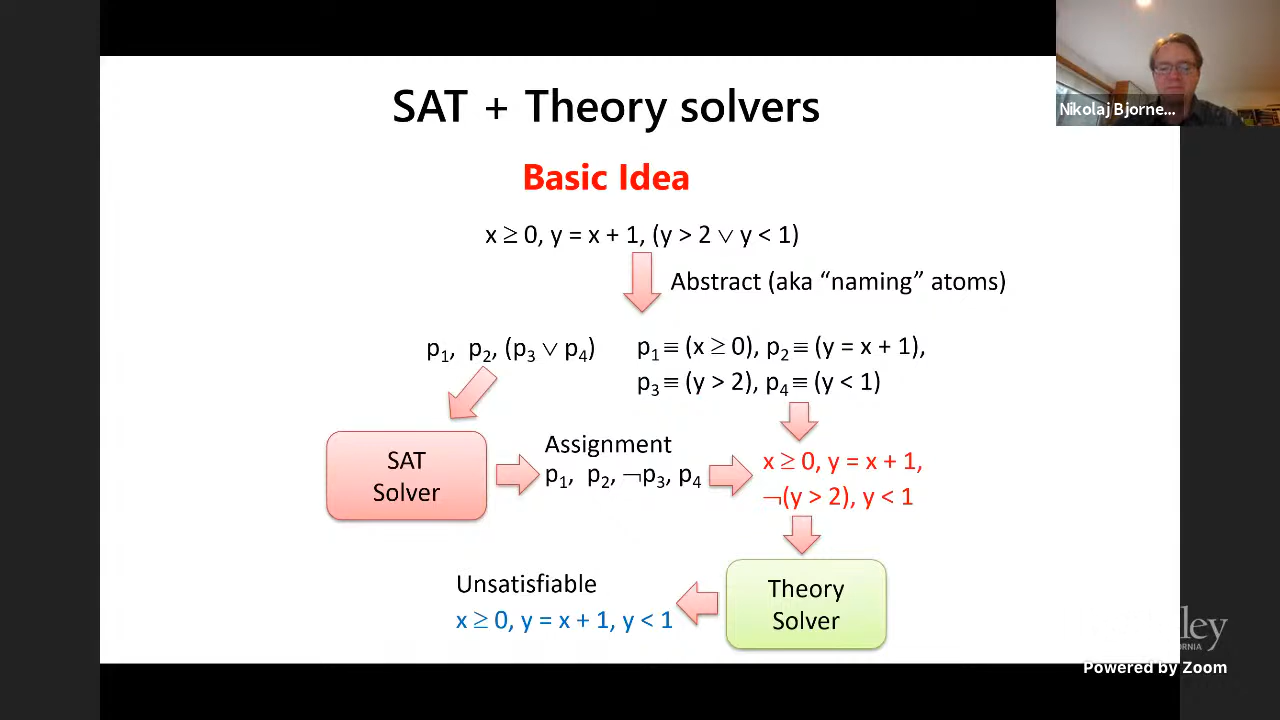 SAT + Theory solvers
Nikolaj Bjorne...
Basic Idea
x ≥ 0, y = x + 1, (y > 2 ∨ y < 1)
Abstract (aka “naming” atoms)
p₁, p₂, (p₃ ∨ p₄)
p₁ ≡ (x ≥ 0), p₂ ≡ (y = x + 1),
p₃ ≡ (y > 2), p₄ ≡ (y < 1)
SAT
Solver
Assignment
p₁, p₂, ¬p₃, p₄
x ≥ 0, y = x + 1,
¬(y > 2), y < 1
Theory
Solver
Unsatisfiable
x ≥ 0, y = x + 1, y < 1
Powered by Zoom